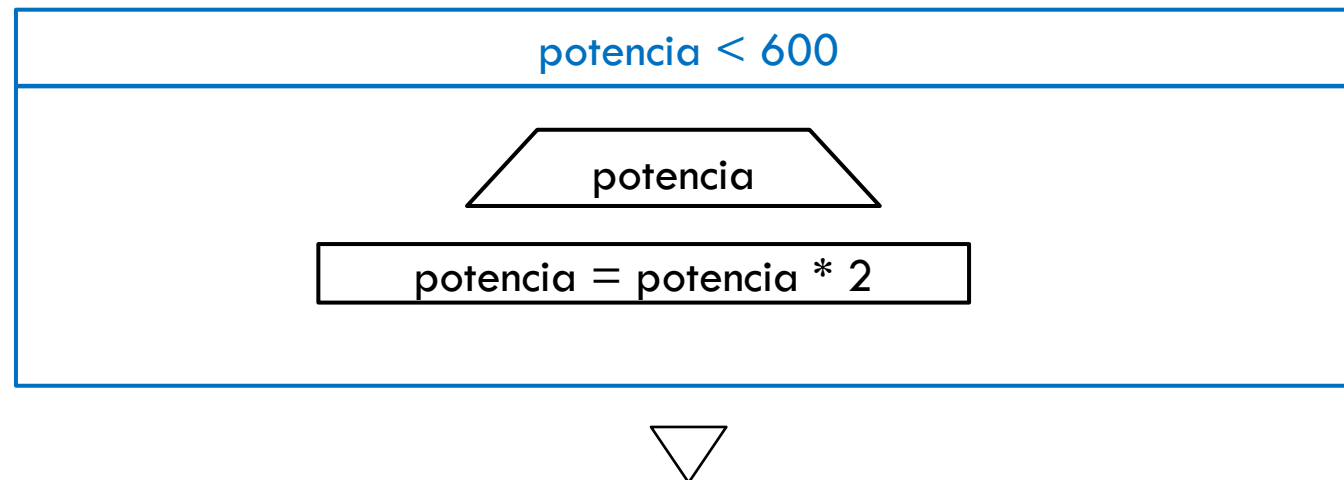 potencia < 600
potencia
potencia = potencia * 2